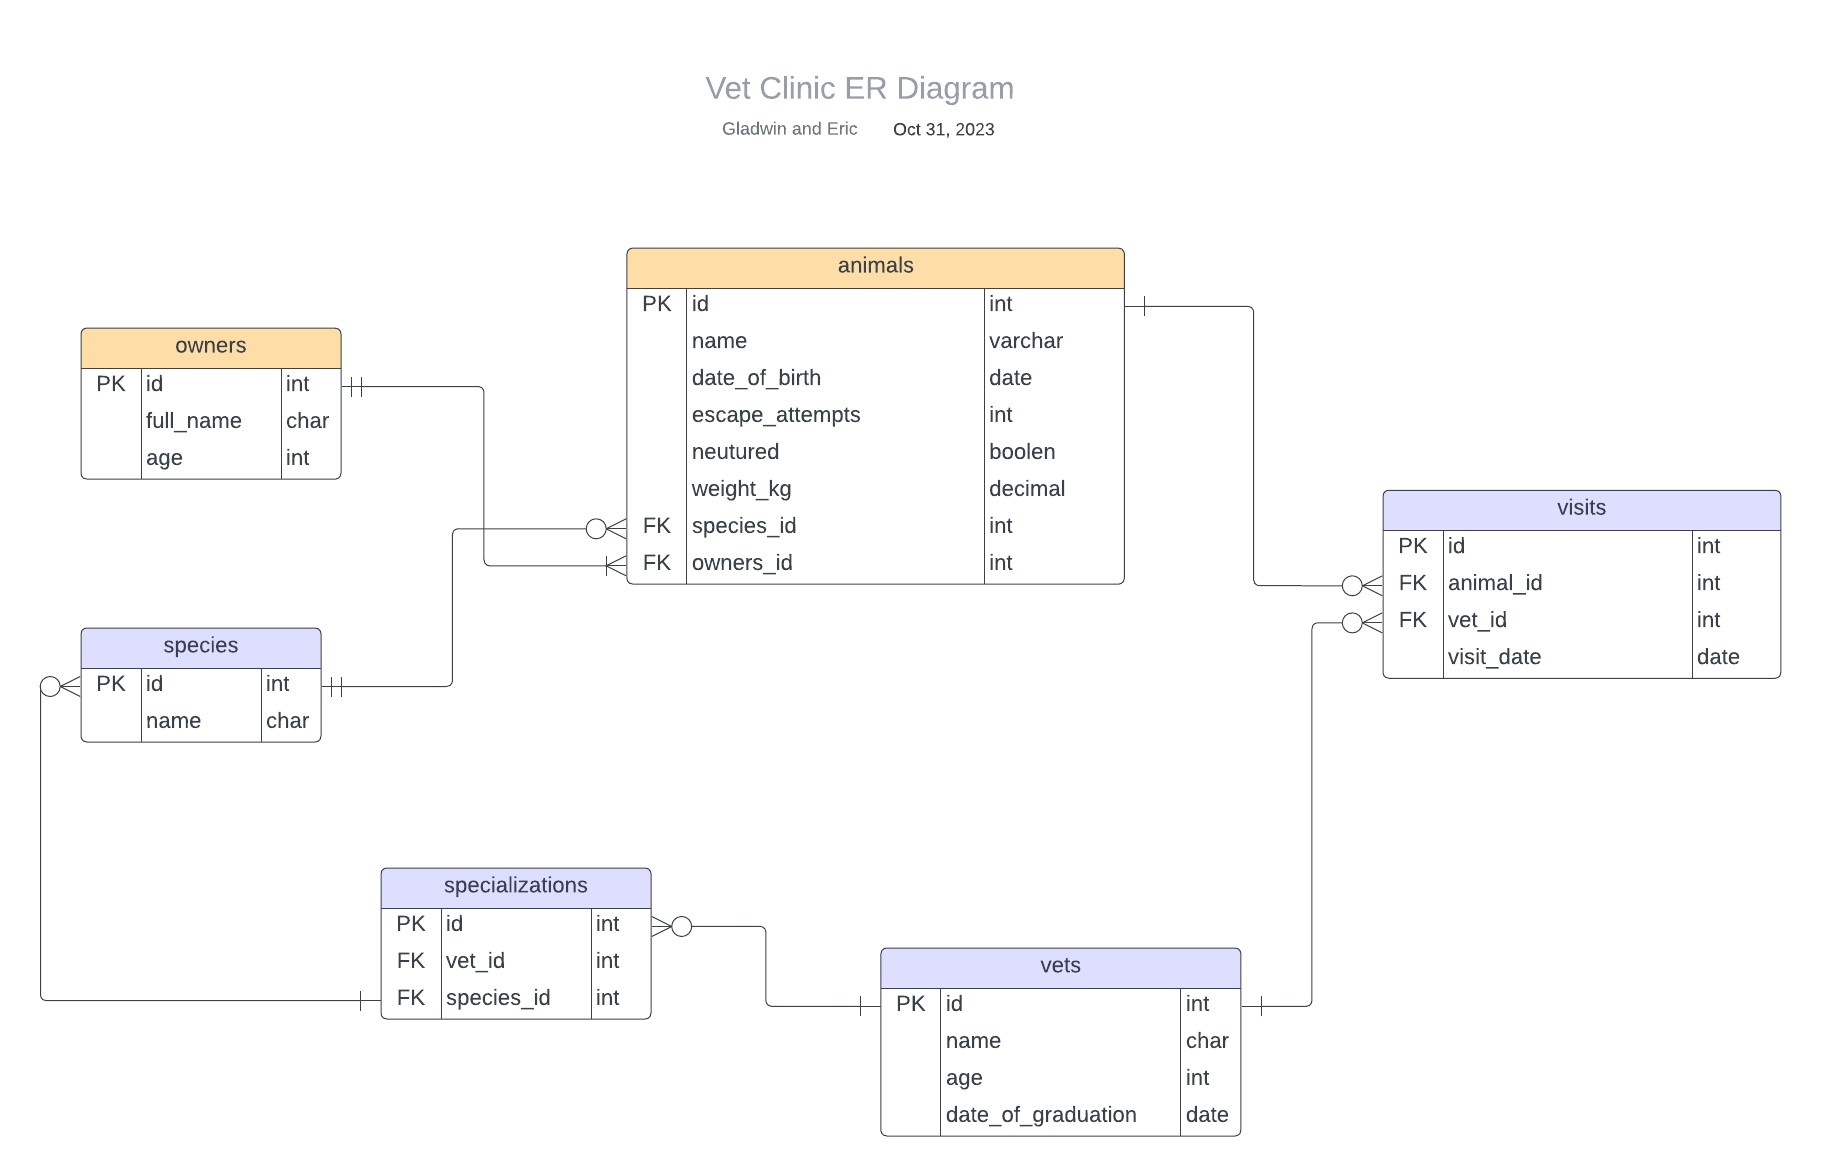 Vet Clinic ER Diagram
Gladwin and Eric Oct 31, 2023
animals
PK id int
name varchar
date_of_birth date
escape_attempts int
neutured boolen
weight_kg decimal
FK species_id int
FK owners_id int
owners
PK id int
full_name char
age int
visits
PK id int
FK animal_id int
FK vet_id int
visit_date date
species
PK id int
name char
specializations
PK id int
FK vet_id int
FK species_id int
vets
PK id int
name char
age int
date_of_graduation date